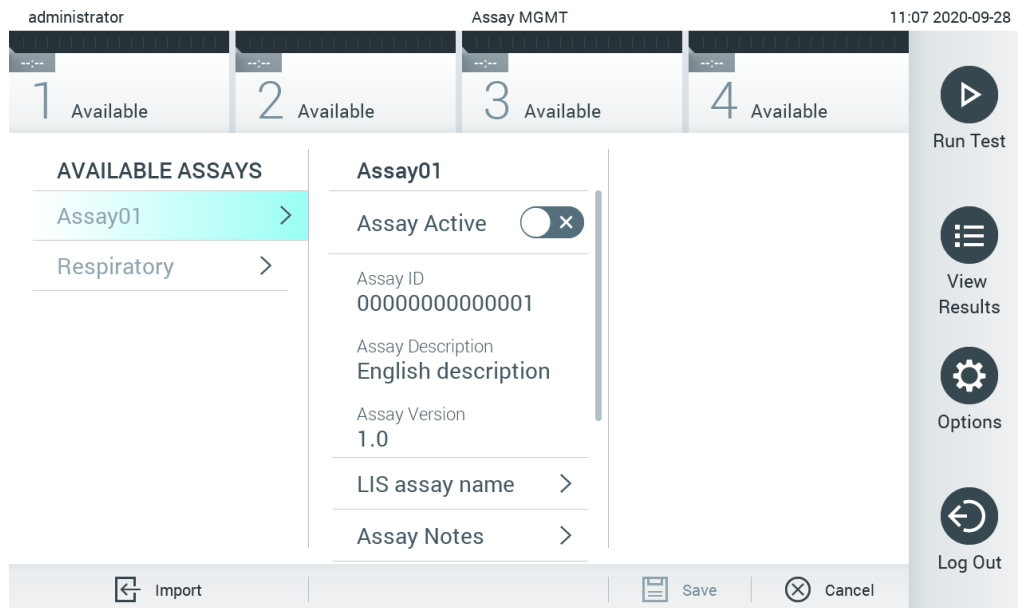 administrator
Assay MGMT
11:07 2020-09-28
--:--
1 Available
--:--
2 Available
--:--
3 Available
--:--
4 Available
Run Test
View
Results
Options
Log Out
AVAILABLE ASSAYS
Assay01
Respiratory
Assay01
Assay Active
Assay ID
00000000000001
Assay Description
English description
Assay Version
1.0
LIS assay name
Assay Notes
Import
Save
Cancel